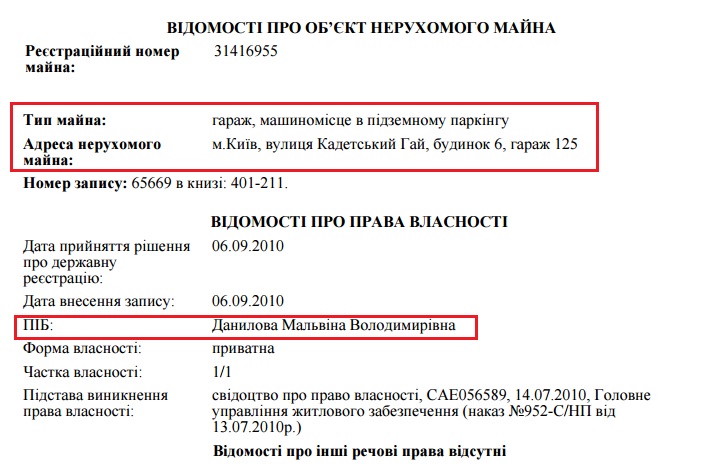 ВІДОМОСТІ ПРО ОБ’ЄКТ НЕРУХОМОГО МАЙНА
Реєстраційний номер майна: 31416955
Тип майна: гараж, машиномісце в підземному паркінгу
Адреса нерухомого майна: м.Київ, вулиця Кадетський Гай, будинок 6, гараж 125
Номер запису: 65669 в книзі: 401-211.
ВІДОМОСТІ ПРО ПРАВА ВЛАСНОСТІ
Дата прийняття рішення про державну реєстрацію: 06.09.2010
Дата внесення запису: 06.09.2010
ПІБ: Данилова Мальвіна Володимирівна
Форма власності: приватна
Частка власності: 1/1
Підстава виникнення права власності: свідоцтво про право власності, САЕ056589, 14.07.2010, Головне
управління житлового забезпечення (наказ №952-С/НП від
13.07.2010р.)
Відомості про інші речові права відсутні